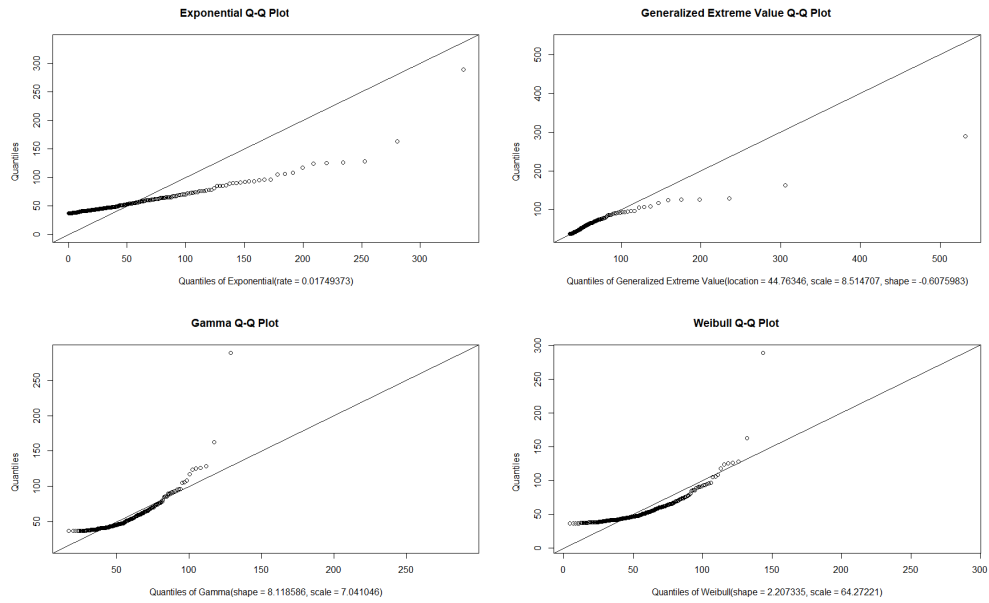 Exponential Q-Q Plot
Quantiles
0 50 100 150 200 250 300
0 50 100 150 200 250 300
Quantiles of Exponential(rate = 0.01749373)
Generalized Extreme Value Q-Q Plot
Quantiles
100 200 300 400 500
100 200 300 400 500
Quantiles of Generalized Extreme Value(location = 44.76346, scale = 8.514707, shape = -0.6075983)
Gamma Q-Q Plot
Quantiles
50 100 150 200 250
50 100 150 200 250
Quantiles of Gamma(shape = 8.118586, scale = 7.041046)
Weibull Q-Q Plot
Quantiles
0 50 100 150 200 250 300
0 50 100 150 200 250 300
Quantiles of Weibull(shape = 2.207335, scale = 64.27221)